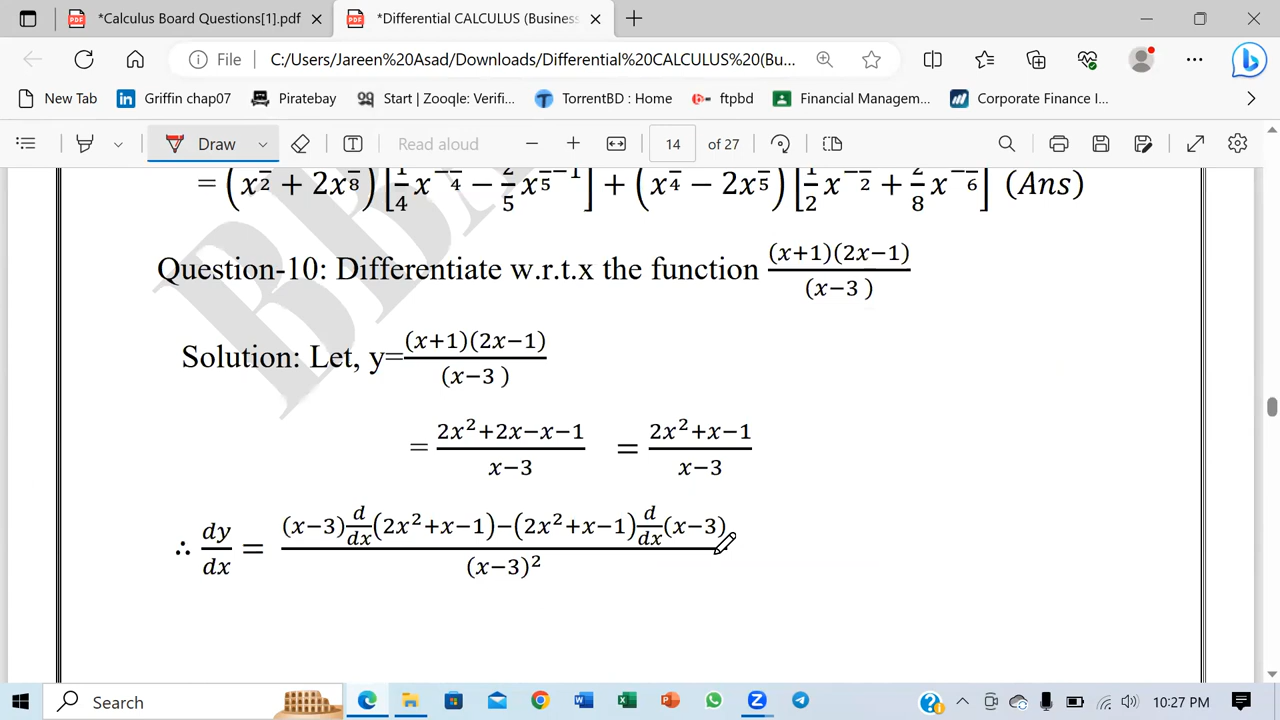 *Calculus Board Questions[1].pdf *Differential CALCULUS (Business
File C:/Users/Jareen%20Asad/Downloads/Differential%20CALCULUS%20(Bu...
New Tab Griffin chap07 Piratebay Start | Zooqle: Verifi... TorrentBD : Home ftpbd Financial Managem... Corporate Finance I...
Draw Read aloud 14 of 27
(Ans)
Question-10: Differentiate w.r.t.x the function (x+1)(2x−1)/(x−3 )
Solution: Let, y=(x+1)(2x−1)/(x−3 )
= (2x²+2x−x−1)/(x−3) = (2x²+x−1)/(x−3)
∴ dy/dx = ((x−3)d/dx(2x²+x−1)−(2x²+x−1)d/dx(x−3))/(x−3)²
Search 10:27 PM